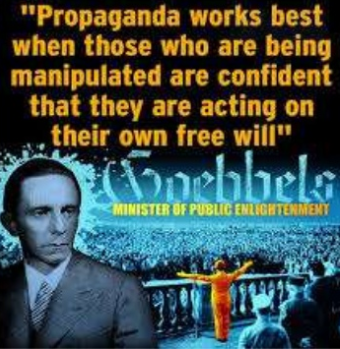 "Propaganda works best
when those who are being
manipulated are confident
that they are acting on
their own free will"
Goebbels
MINISTER OF PUBLIC ENLIGHTENMENT